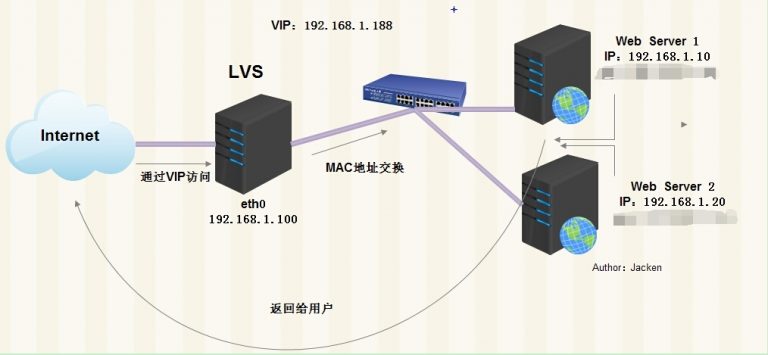 VIP：192.168.1.188
Web Server 1
IP：192.168.1.10
LVS
Internet
MAC地址交换
通过VIP访问
eth0
192.168.1.100
Web Server 2
IP：192.168.1.20
Author：Jacken
返回给用户